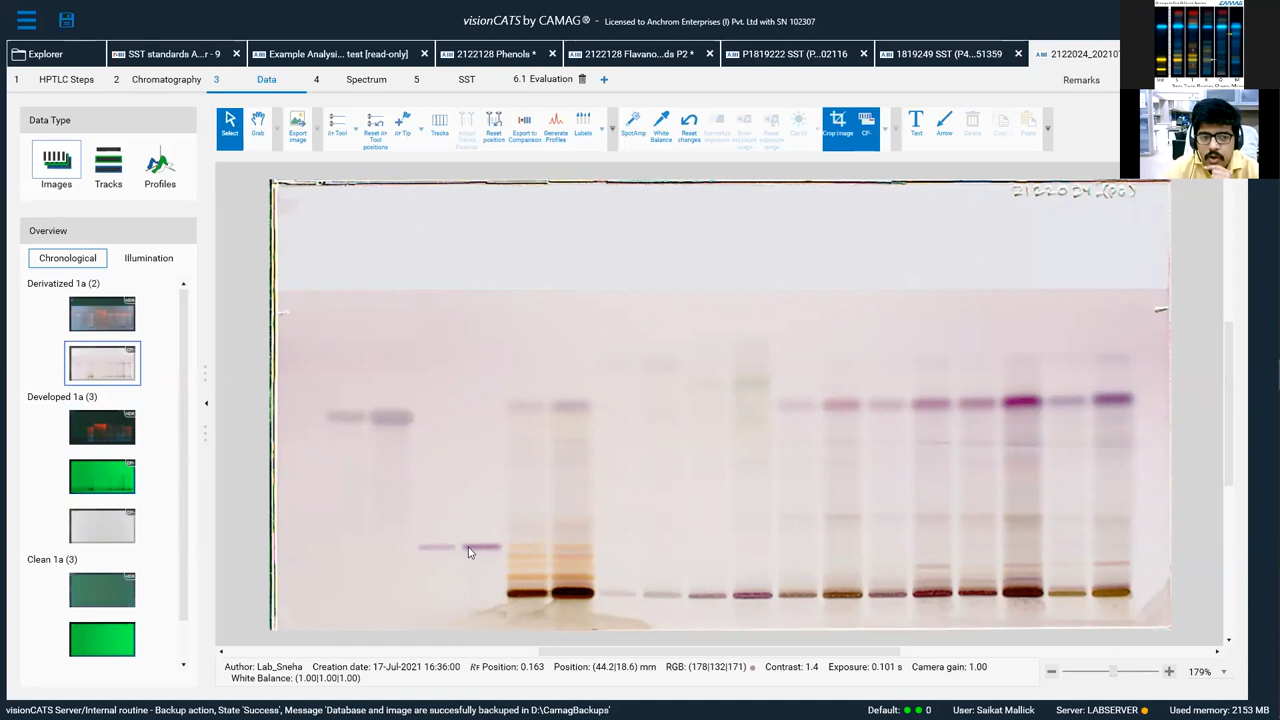 visionCATS by CAMAG® - Licensed to Anchrom Enterprises (I) Pvt. Ltd with SN 102307
Explorer SST standards A...r - 9 Example Analysi... test [read-only] 2122128 Pl 2122128 Flav ds P2 * 1819249 SST (P...02116 1819249 SST (P4...51359 2122024_202107
1 HPTLC Steps 2 Chromatography 3 Data 4 Spectrum 5 SST 6.1 Evaluation Remarks
Data Type
Images Tracks Profiles
Select Grab Export image Tool Reset Tool positions Tip Tracks Reset position Export to Comparison Generate Profiles Labels SpotAmp White Balance Reset changes Crop image Text Arrow
2122024 (PG)
Overview
Chronological Illumination
Derivatized 1a (2)
Developed 1a (3)
Clean 1a (3)
Author: Lab_Sneha Creation date: 17-Jul-2021 16:36:00 RF Position: 0.163 Position: (44.2|18.6) mm RGB: (178|132|171) Contrast: 1.4 Exposure: 0.101 s Camera gain: 1.00
White Balance: (1.00|1.00|1.00)
179%
visionCATS Server/Internal routine - Backup action, State 'Success', Message 'Database and image are succesfully backuped in D:\CamagBackups' Default: 0 User: Saikat Mallick Server: LABSERVER Used memory: 2153 MB